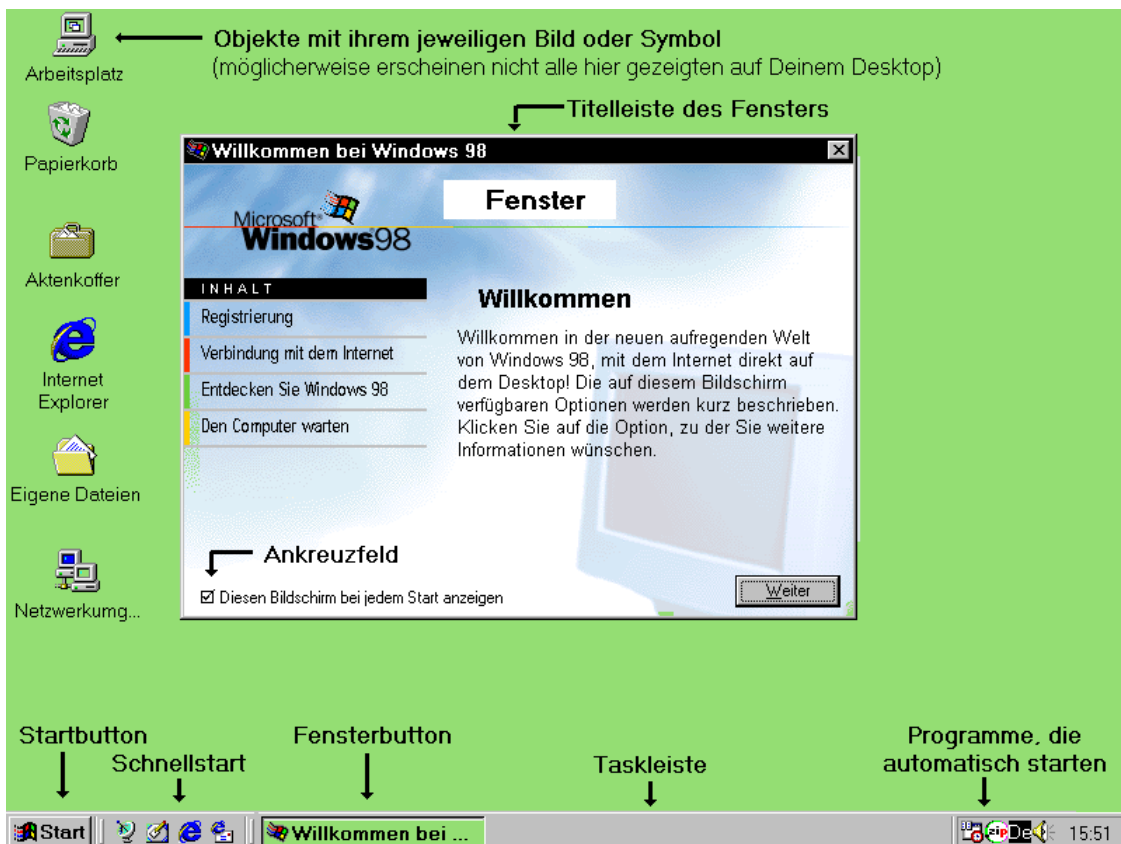 Objekte mit ihrem jeweiligen Bild oder Symbol
Arbeitsplatz
(möglicherweise erscheinen nicht alle hier gezeigten auf Deinem Desktop)
Titelleiste des Fensters
Papierkorb
Willkommen bei Windows 98
Fenster
Microsoft
Windows98
Aktenkoffer
INHALT
Registrierung
Verbindung mit dem Internet
Entdecken Sie Windows 98
Den Computer warten
Willkommen
Willkommen in der neuen aufregenden Welt
von Windows 98, mit dem Internet direkt auf
dem Desktop! Die auf diesem Bildschirm
verfügbaren Optionen werden kurz beschrieben.
Klicken Sie auf die Option, zu der Sie weitere
Informationen wünschen.
Internet
Explorer
Eigene Dateien
Ankreuzfeld
Diesen Bildschirm bei jedem Start anzeigen
Weiter
Netzwerkumg...
Startbutton
Schnellstart
Fensterbutton
Taskleiste
Programme, die
automatisch starten
Start
Willkommen bei ...
zip
De
15:51